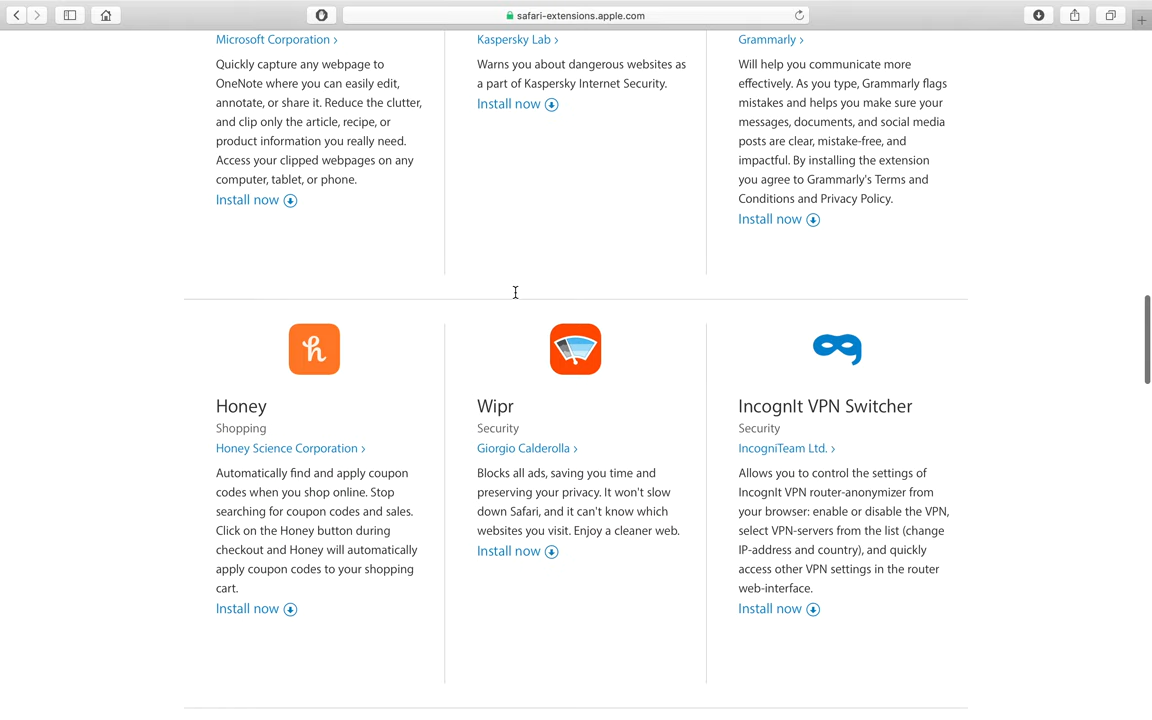 safari-extensions.apple.com
Microsoft Corporation ›
Quickly capture any webpage to
OneNote where you can easily edit,
annotate, or share it. Reduce the clutter,
and clip only the article, recipe, or
product information you really need.
Access your clipped webpages on any
computer, tablet, or phone.
Install now
Kaspersky Lab ›
Warns you about dangerous websites as
a part of Kaspersky Internet Security.
Install now
Grammarly ›
Will help you communicate more
effectively. As you type, Grammarly flags
mistakes and helps you make sure your
messages, documents, and social media
posts are clear, mistake-free, and
impactful. By installing the extension
you agree to Grammarly's Terms and
Conditions and Privacy Policy.
Install now
h
Honey
Shopping
Honey Science Corporation ›
Automatically find and apply coupon
codes when you shop online. Stop
searching for coupon codes and sales.
Click on the Honey button during
checkout and Honey will automatically
apply coupon codes to your shopping
cart.
Install now
Wipr
Security
Giorgio Calderolla ›
Blocks all ads, saving you time and
preserving your privacy. It won't slow
down Safari, and it can't know which
websites you visit. Enjoy a cleaner web.
Install now
IncognIt VPN Switcher
Security
IncogniTeam Ltd. ›
Allows you to control the settings of
IncognIt VPN router-anonymizer from
your browser: enable or disable the VPN,
select VPN-servers from the list (change
IP-address and country), and quickly
access other VPN settings in the router
web-interface.
Install now